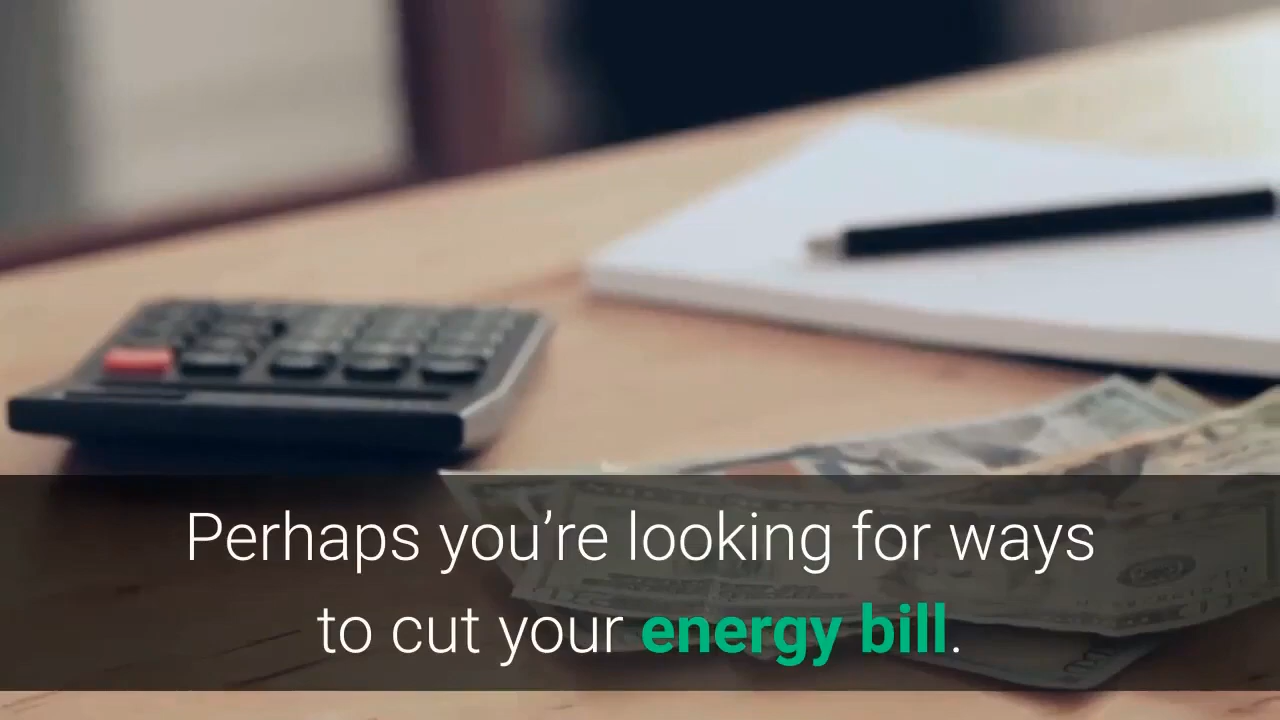 Perhaps you’re looking for ways
to cut your energy bill.